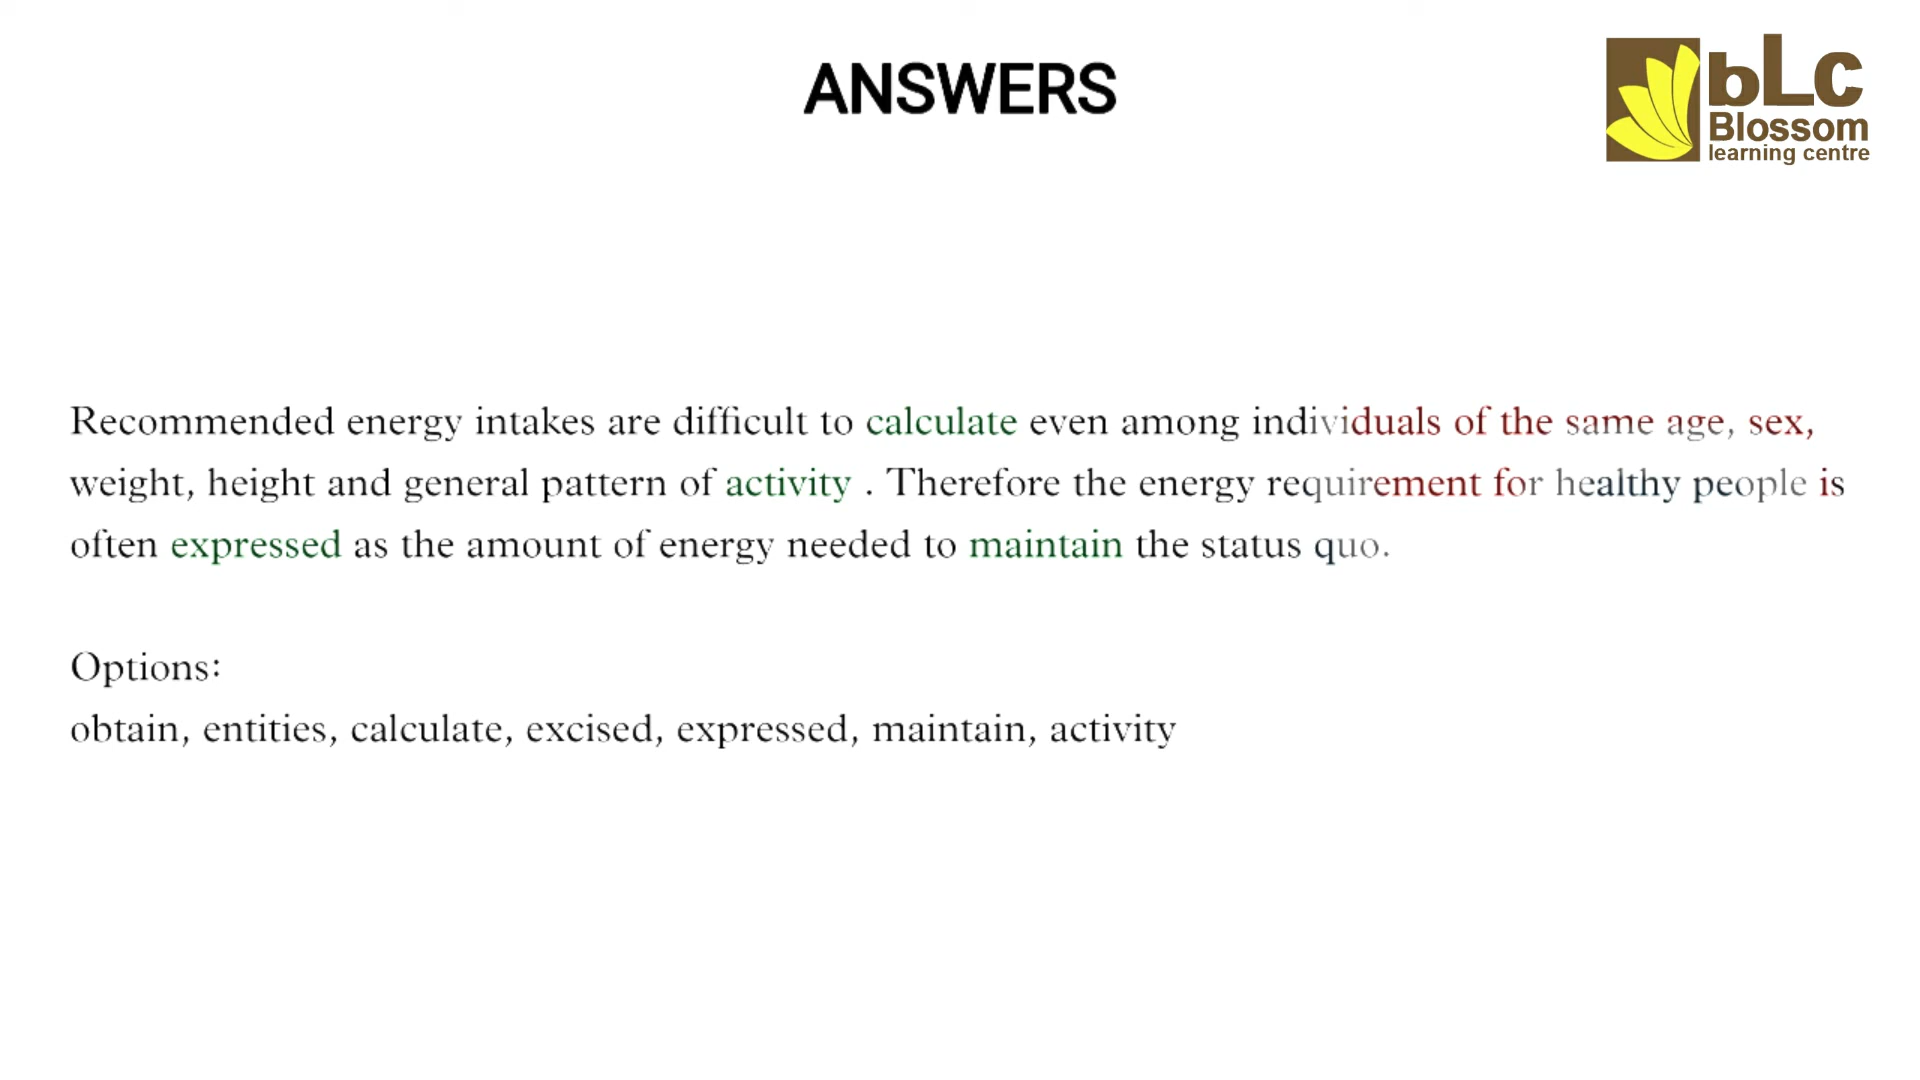 ANSWERS
bLc
Blossom
learning centre
Recommended energy intakes are difficult to calculate even among individuals of the same age, sex,
weight, height and general pattern of activity . Therefore the energy requirement for healthy people is
often expressed as the amount of energy needed to maintain the status quo.
Options:
obtain, entities, calculate, excised, expressed, maintain, activity